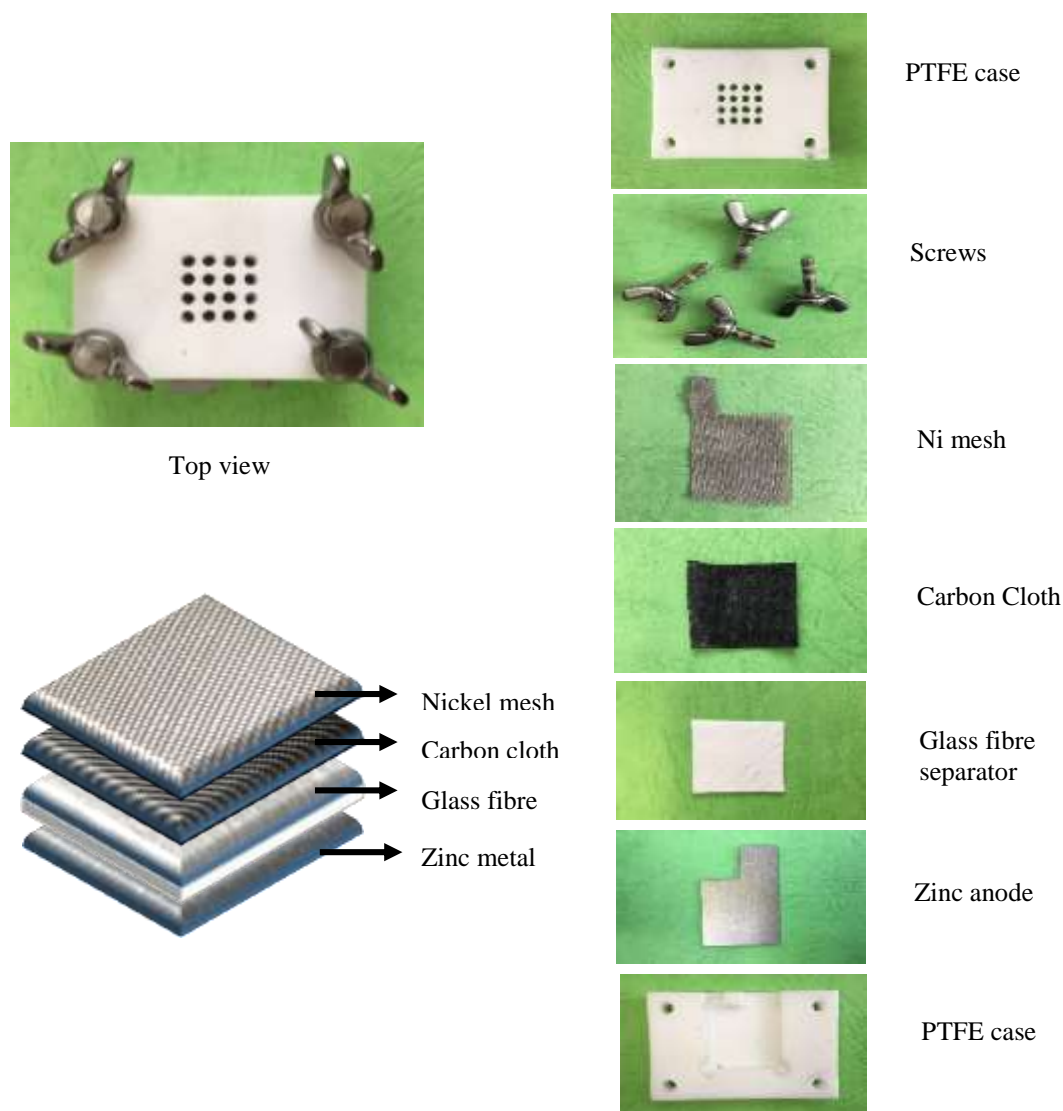 Top view
Nickel mesh
Carbon cloth
Glass fibre
Zinc metal
PTFE case
Screws
Ni mesh
Carbon Cloth
Glass fibre
separator
Zinc anode
PTFE case